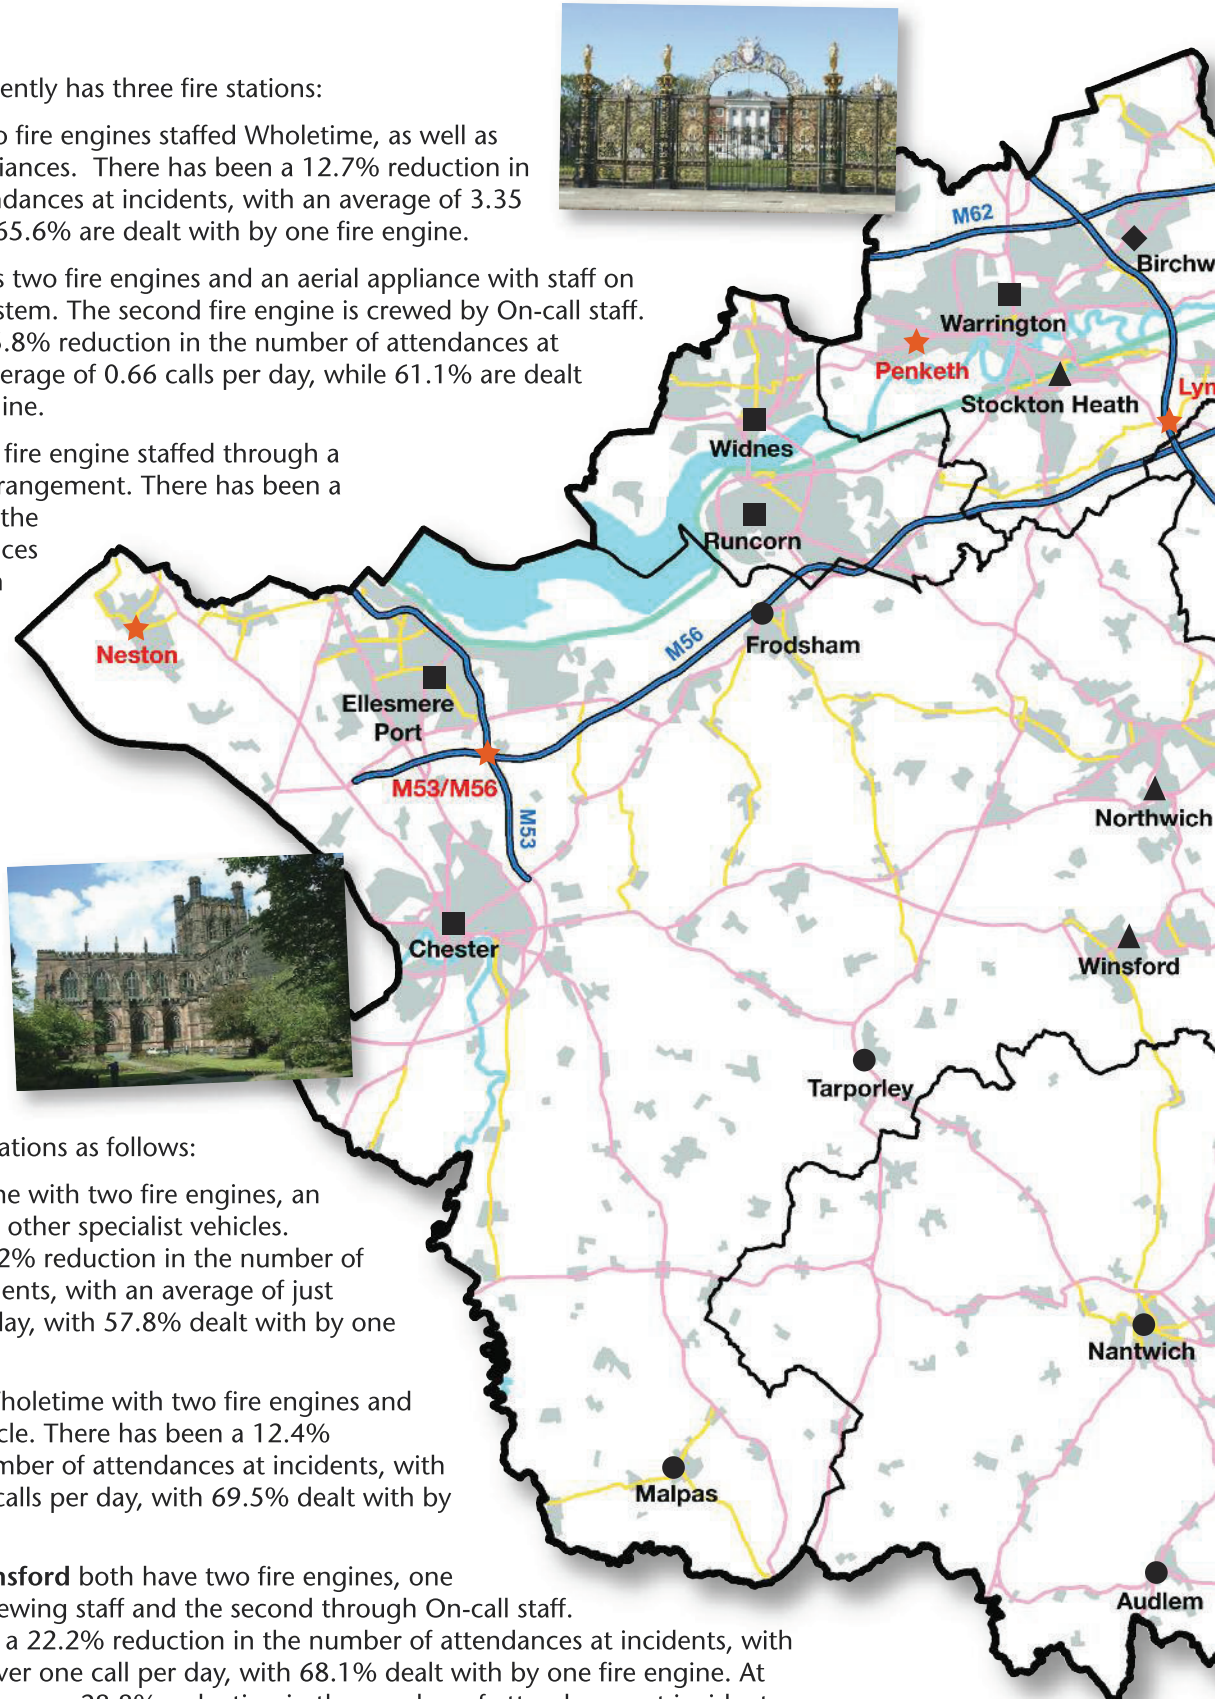 ently has three fire stations:
o fire engines staffed Wholetime, as well as
iances. There has been a 12.7% reduction in
dances at incidents, with an average of 3.35
65.6% are dealt with by one fire engine.
s two fire engines and an aerial appliance with staff on
stem. The second fire engine is crewed by On-call staff.
.8% reduction in the number of attendances at
erage of 0.66 calls per day, while 61.1% are dealt
ine.
fire engine staffed through a
rangement. There has been a
the
ces
M62
Birchw
Warrington
Penketh
Stockton Heath
Lyn
Widnes
Runcorn
Neston
M56
Frodsham
Ellesmere
Port
M53/M56
M53
Northwich
Chester
Winsford
Tarporley
ations as follows:
ne with two fire engines, an
other specialist vehicles.
2% reduction in the number of
ents, with an average of just
day, with 57.8% dealt with by one
Nantwich
Wholetime with two fire engines and
cle. There has been a 12.4%
mber of attendances at incidents, with
calls per day, with 69.5% dealt with by
Malpas
nsford both have two fire engines, one
ewing staff and the second through On-call staff.
a 22.2% reduction in the number of attendances at incidents, with
ver one call per day, with 68.1% dealt with by one fire engine. At
Audlem